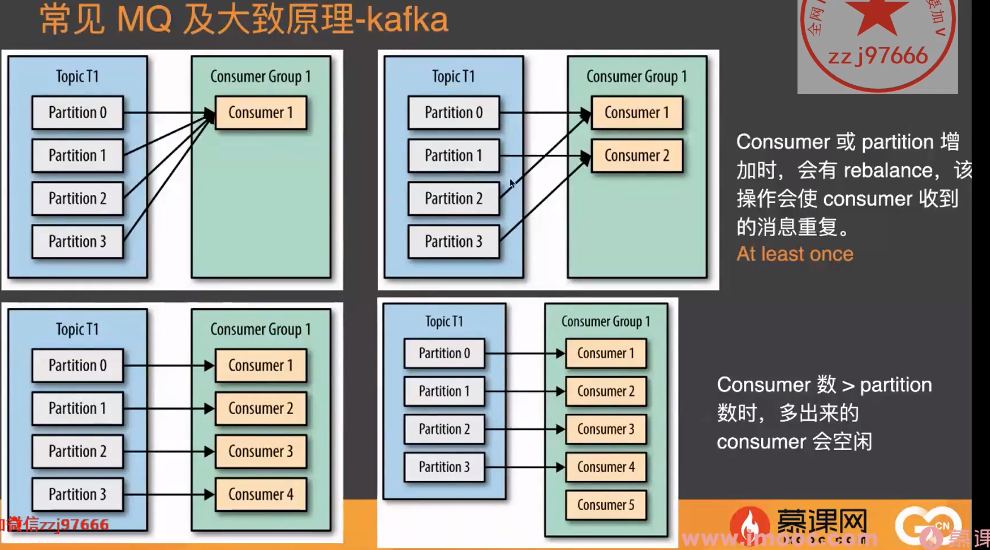 常见 MQ 及大致原理-kafka
Topic T1
Partition 0
Partition 1
Partition 2
Partition 3
Consumer Group 1
Consumer 1
Topic T1
Partition 0
Partition 1
Partition 2
Partition 3
Consumer Group 1
Consumer 1
Consumer 2
zzj97666
Consumer 或 partition 增
加时，会有 rebalance，该
操作会使 consumer 收到
的消息重复。
At least once
Topic T1
Partition 0
Partition 1
Partition 2
Partition 3
Consumer Group 1
Consumer 1
Consumer 2
Consumer 3
Consumer 4
Topic T1
Partition 0
Partition 1
Partition 2
Partition 3
Consumer Group 1
Consumer 1
Consumer 2
Consumer 3
Consumer 4
Consumer 5
Consumer 数 > partition
数时，多出来的
consumer 会空闲
微信zzj97666
慕课网
CN
www.imooc.com
慕课